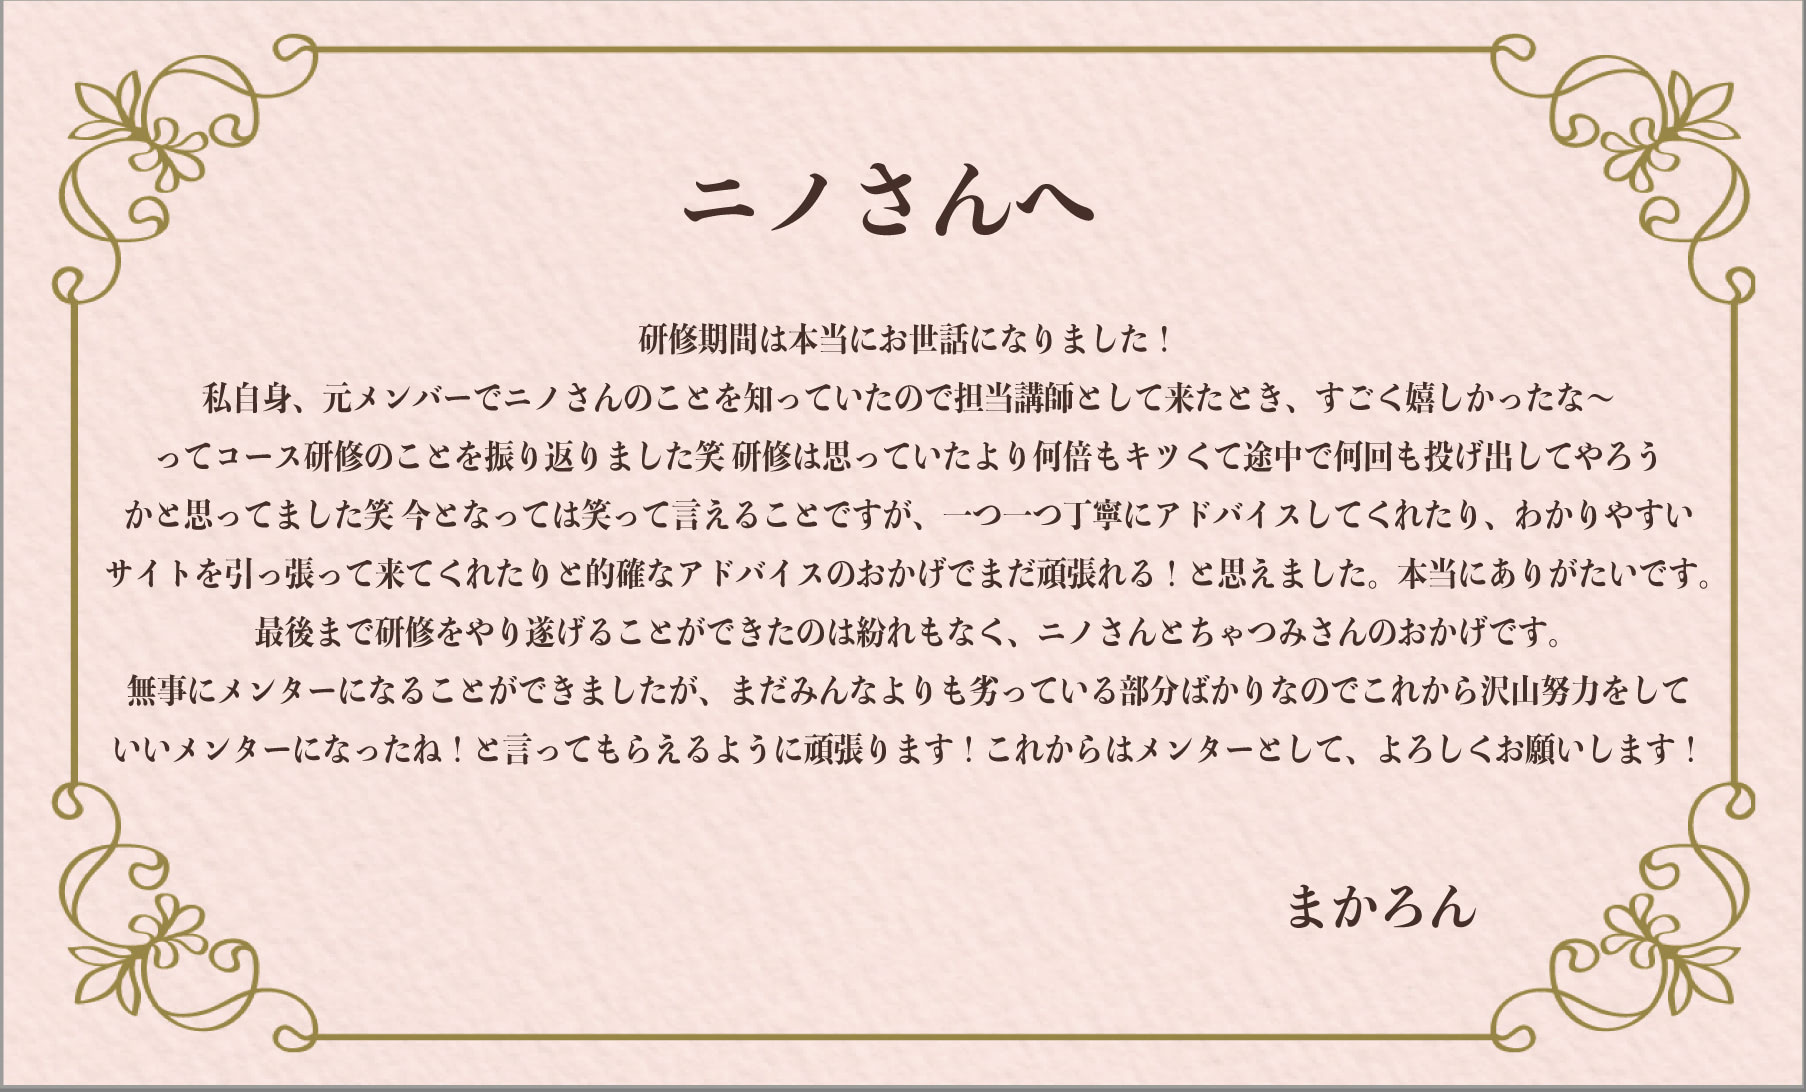 ニノさんへ
研修期間は本当にお世話になりました！
私自身、元メンバーでニノさんのことを知っていたので担当講師として来たとき、すごく嬉しかったな〜
ってコース研修のことを振り返りました笑 研修は思っていたより何倍もキツくて途中で何回も投げ出してやろう
かと思ってました笑 今となっては笑って言えることですが、一つ一つ丁寧にアドバイスしてくれたり、わかりやすい
サイトを引っ張って来てくれたりと的確なアドバイスのおかげでまだ頑張れる！と思えました。本当にありがたいです。
最後まで研修をやり遂げることができたのは紛れもなく、ニノさんとちゃつみさんのおかげです。
無事にメンターになることができましたが、まだみんなよりも劣っている部分ばかりなのでこれから沢山努力をして
いいメンターになったね！と言ってもらえるように頑張ります！これからはメンターとして、よろしくお願いします！
まかろん